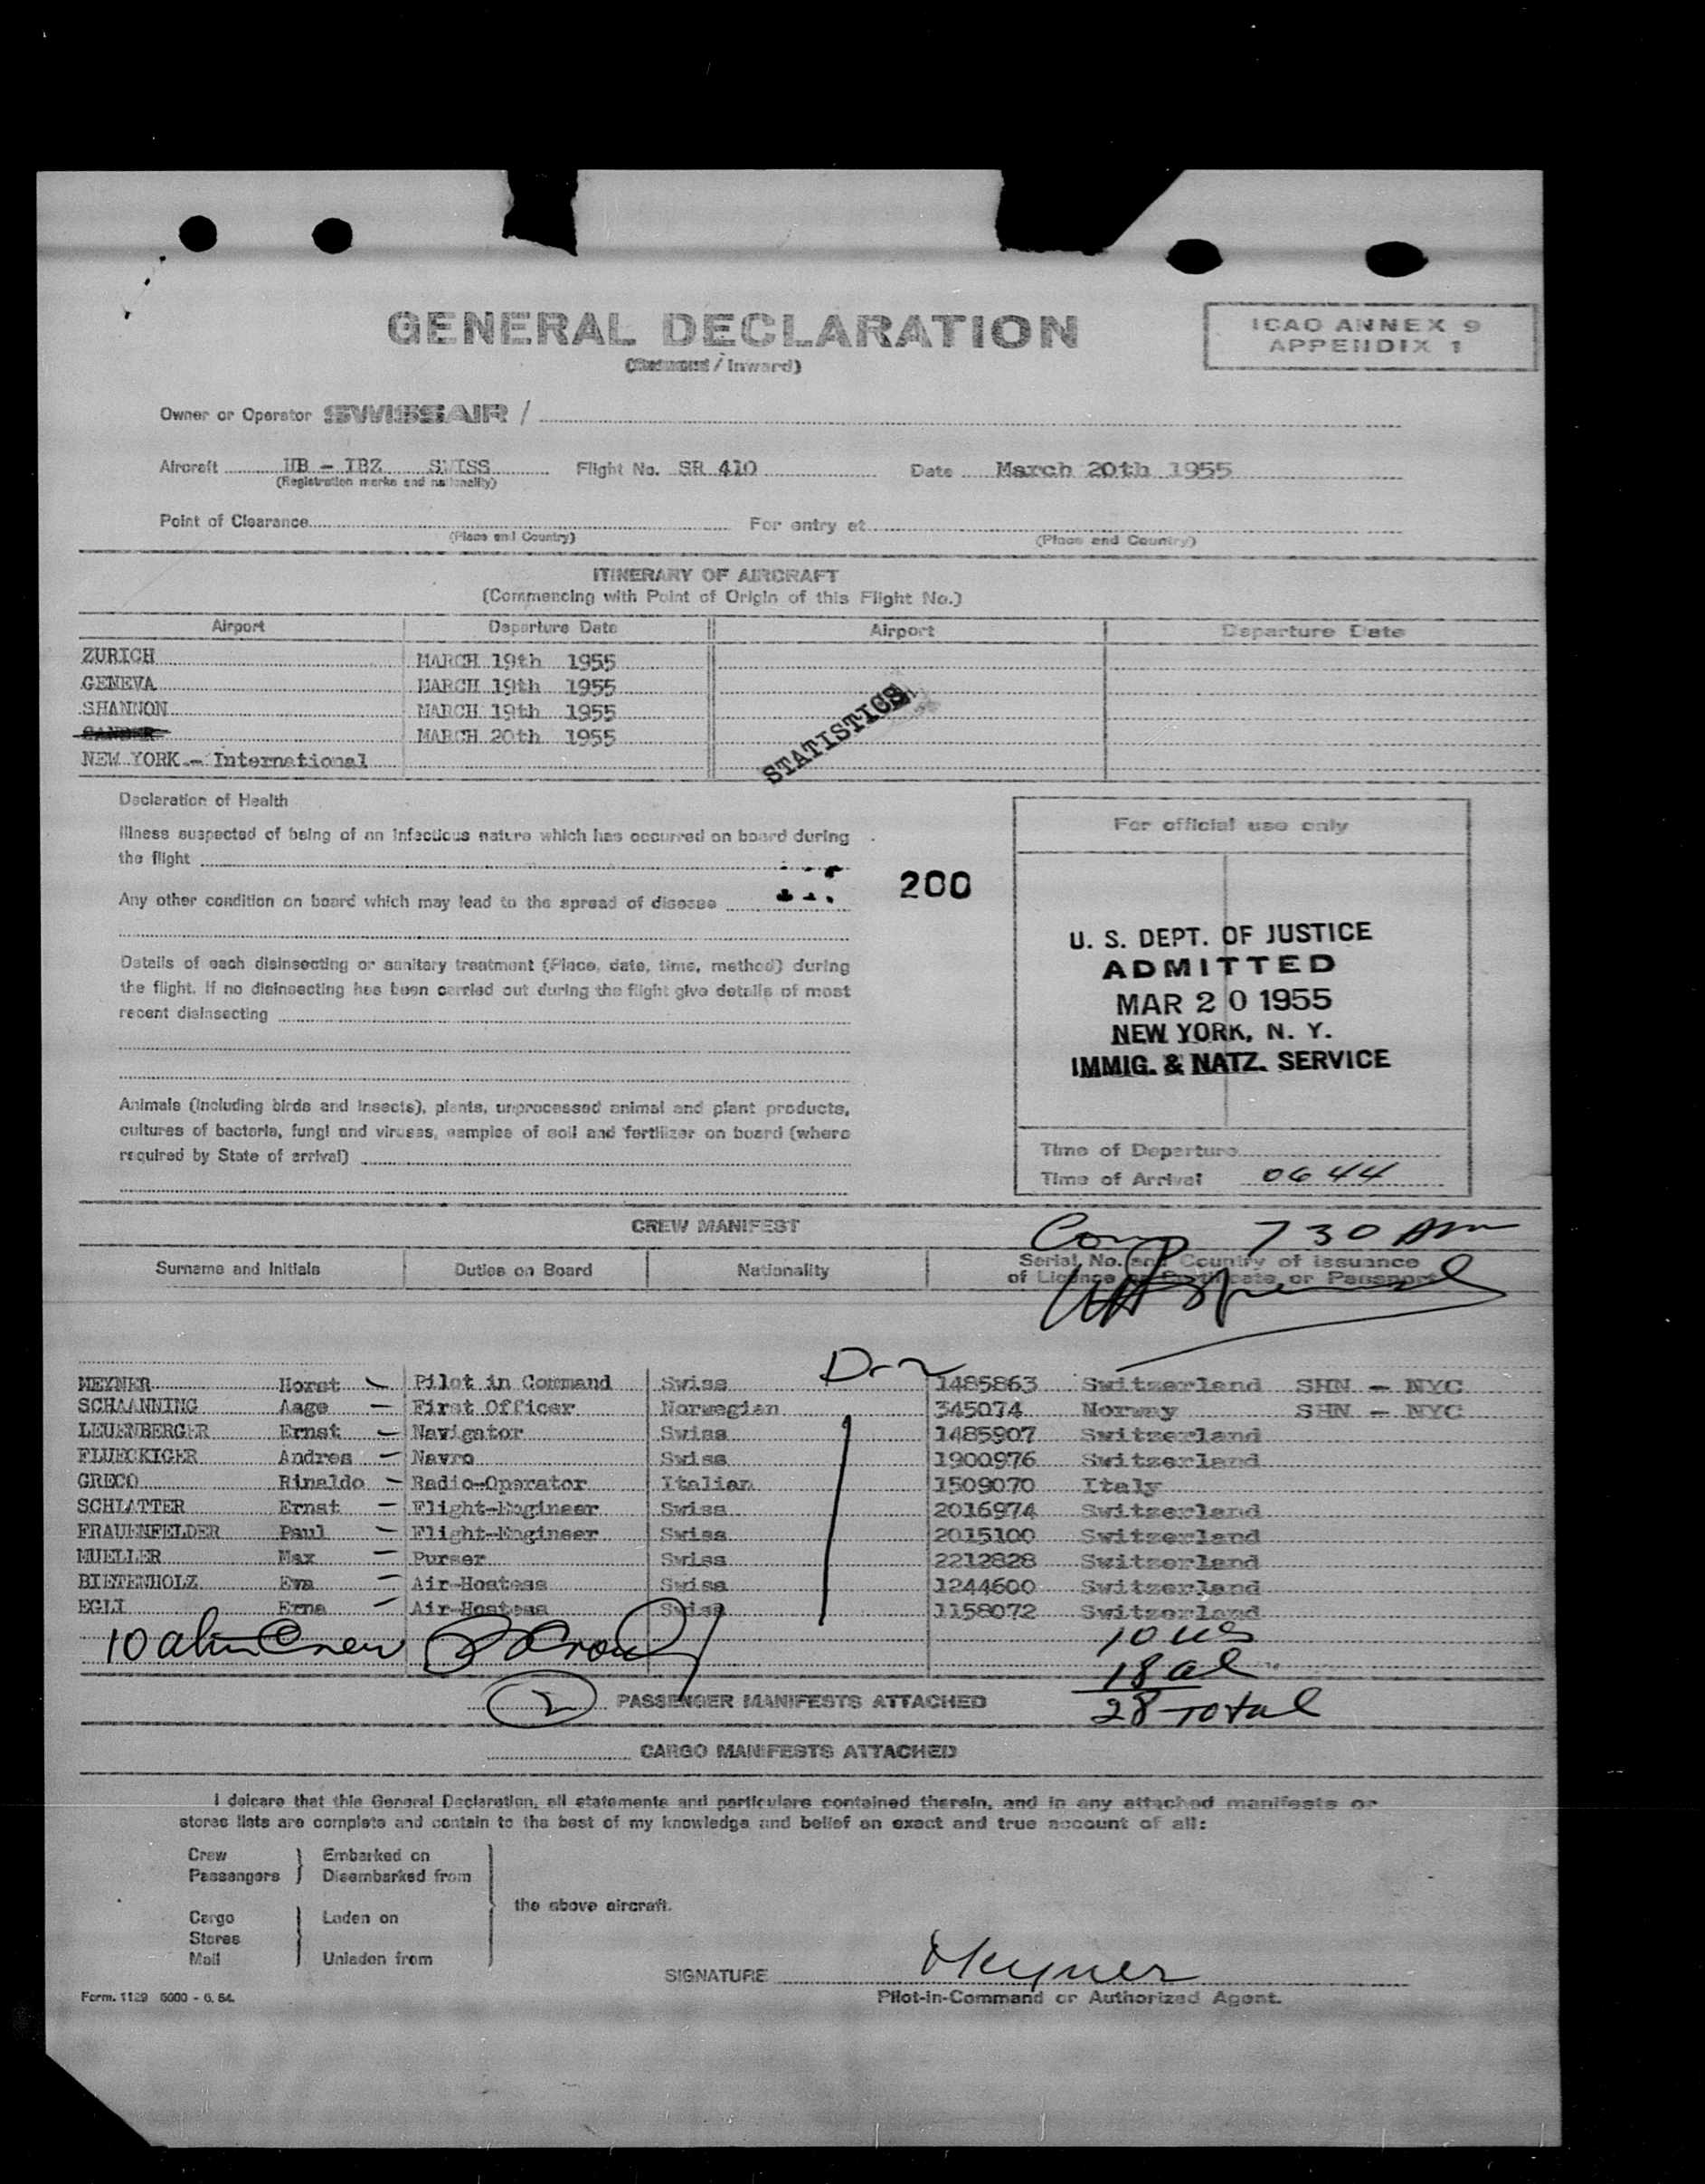 GENERAL DECLARATION
ICAO ANNEX 9
APPENDIX 1
/ Inward)
Owner or Operator SWISSAIR /
Aircraft HB - IBZ SWISS Flight No. SR 410 Date March 20th 1955
(Registration marks and nationality)
Point of Clearance For entry at
(Place and Country) (Place and Country)
ITINERARY OF AIRCRAFT
(Commencing with Point of Origin of this Flight No.)
Airport Departure Date Airport Departure Date
ZURICH MARCH 19th 1955
GENEVA MARCH 19th 1955
SHANNON MARCH 19th 1955
GANDER MARCH 20th 1955
NEW YORK - International
STATISTICS
Declaration of Health
Illness suspected of being of an infectious nature which has occurred on board during
the flight
Any other condition on board which may lead to the spread of disease
200
Details of each disinsecting or sanitary treatment (Place, date, time, method) during
the flight. If no disinsecting has been carried out during the flight give details of most
recent disinsecting
Animals (including birds and insects), plants, unprocessed animal and plant products,
cultures of bacteria, fungi and viruses, samples of soil and fertilizer on board (where
required by State of arrival)
For official use only
U. S. DEPT. OF JUSTICE
ADMITTED
MAR 20 1955
NEW YORK, N. Y.
IMMIG. & NATZ. SERVICE
Time of Departure
Time of Arrival 0644
CREW MANIFEST
730 AM
Surname and Initials Duties on Board Nationality Serial No. and Country of issuance
of Licence or Certificate or Passport
MEYNER Horst Pilot in Command Swiss 1485863 Switzerland SHN - NYC
SCHAANNING Aage - First Officer Norwegian 345074 Norway SHN - NYC
LEUENBERGER Ernst - Navigator Swiss 1485907 Switzerland
FLUECKIGER Andres - Navro Swiss 1900976 Switzerland
GRECO Rinaldo - Radio-Operator Italian 1509070 Italy
SCHLATTER Ernst - Flight-Engineer Swiss 2016974 Switzerland
FRAUENFELDER Paul - Flight-Engineer Swiss 2015100 Switzerland
MUELLER Max - Purser Swiss 2212828 Switzerland
BIETENHOLZ Eva - Air-Hostess Swiss 1244600 Switzerland
EGLI Erna - Air-Hostess Swiss 1158072 Switzerland
10 alien Crew
10 US
18 al
28 Total
2 PASSENGER MANIFESTS ATTACHED
CARGO MANIFESTS ATTACHED
I delcare that this General Declaration, all statements and particulars contained therein, and in any attached manifests or
stores lists are complete and contain to the best of my knowledge and belief an exact and true account of all:
Crew Embarked on
Passengers Disembarked from
the above aircraft.
Cargo Laden on
Stores
Mail Unladen from
SIGNATURE Meyner
Pilot-in-Command or Authorized Agent.
Form. 1129 5000 - 6. 54.